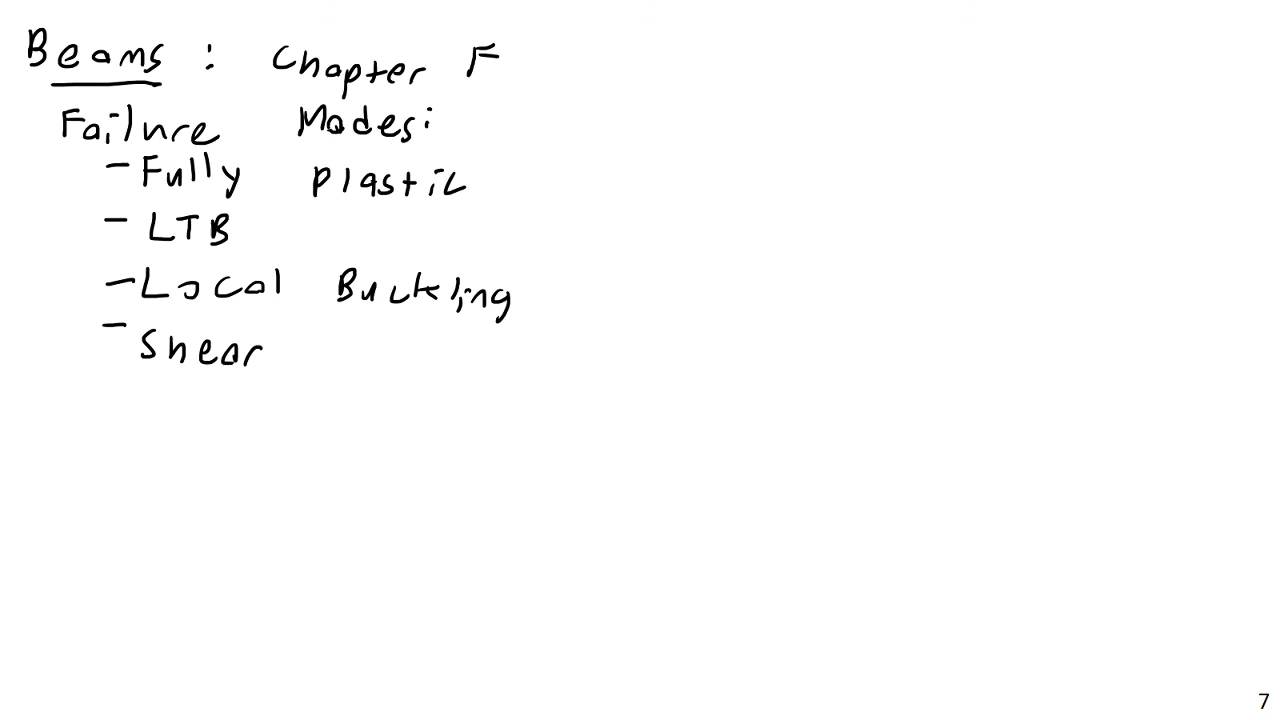 Beams : Chapter F
Failure Modes:
- Fully Plastic
- LTB
- Local Buckling
- Shear
7